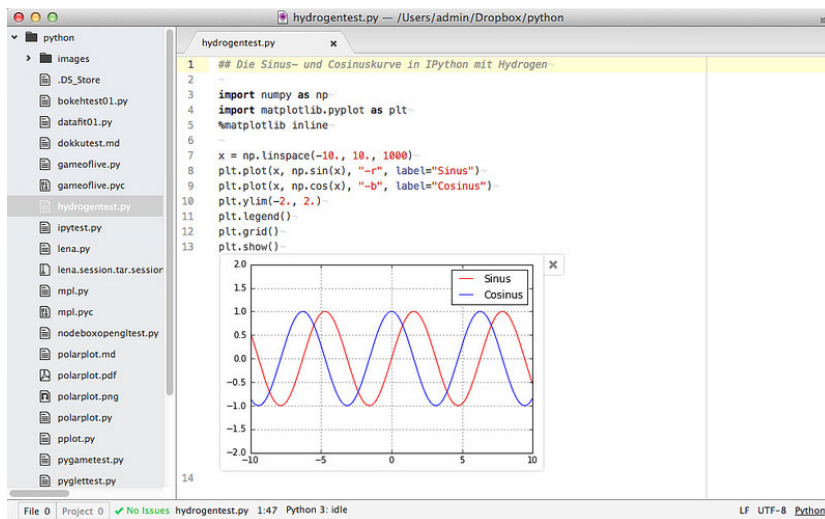 hydrogentest.py — /Users/admin/Dropbox/python
python
images
.DS_Store
bokehtest01.py
datafit01.py
dokkutest.md
gameoflive.py
gameoflive.pyc
hydrogentest.py
ipytest.py
lena.py
lena.session.tar.session
mpl.py
mpl.pyc
nodeboxopengltest.py
polarplot.md
polarplot.pdf
polarplot.png
polarplot.py
pplot.py
pygametest.py
pyglettest.py
hydrogentest.py
1 ## Die Sinus- und Cosinuskurve in IPython mit Hydrogen
2
3 import numpy as np
4 import matplotlib.pyplot as plt
5 %matplotlib inline
6
7 x = np.linspace(-10., 10., 1000)
8 plt.plot(x, np.sin(x), "-r", label="Sinus")
9 plt.plot(x, np.cos(x), "-b", label="Cosinus")
10 plt.ylim(-2., 2.)
11 plt.legend()
12 plt.grid()
13 plt.show()
Sinus
Cosinus
2.0
1.5
1.0
0.5
0.0
−0.5
−1.0
−1.5
−2.0
−10 −5 0 5 10
14
File 0 Project 0 No Issues hydrogentest.py 1:47 Python 3: idle LF UTF-8 Python